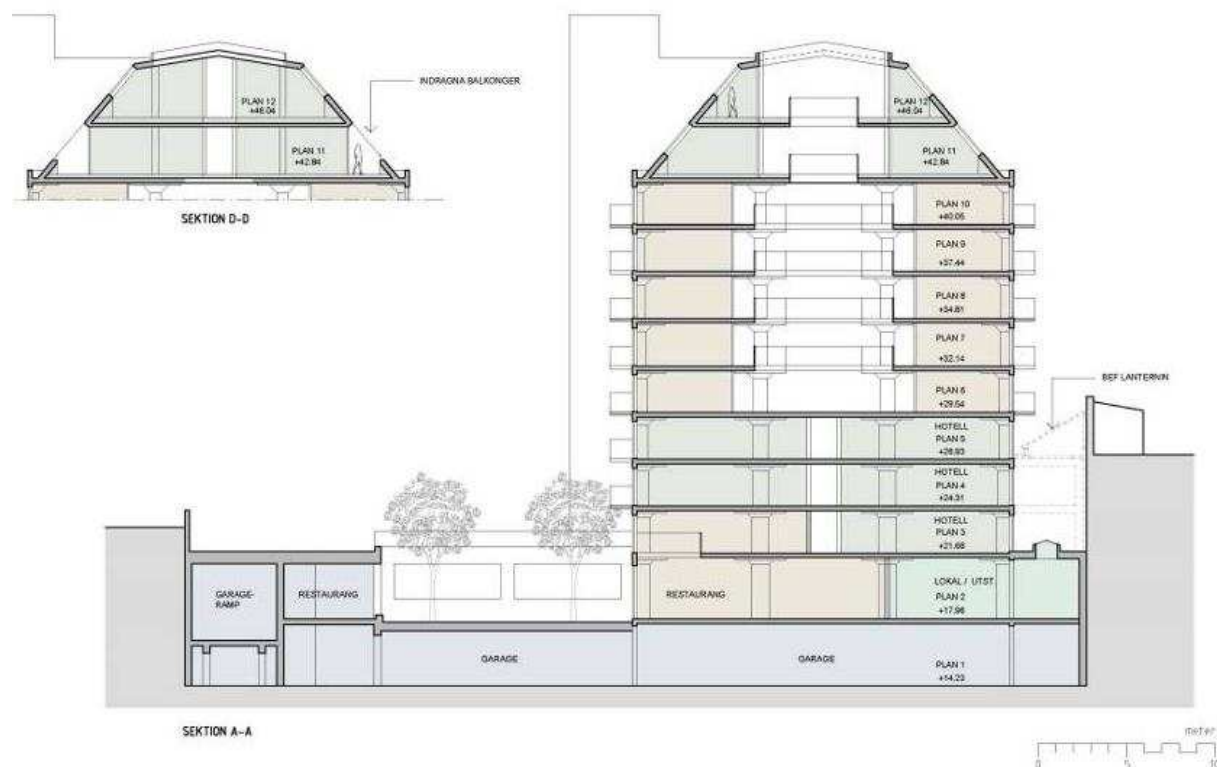 INDRAGNA BALKONGER
PLAN 12
+46.04
PLAN 11
+42.84
SEKTION D-D
PLAN 12
+46.04
PLAN 11
+42.84
PLAN 10
+40.05
PLAN 9
+37.44
PLAN 8
+34.81
PLAN 7
+32.14
PLAN 6
+29.54
BEF LANTERNIN
HOTELL
PLAN 5
+26.93
HOTELL
PLAN 4
+24.31
HOTELL
PLAN 3
+21.68
GARAGE-
RAMP
RESTAURANG
RESTAURANG
LOKAL / UTST.
PLAN 2
+17.96
GARAGE
GARAGE
PLAN 1
+14.23
SEKTION A-A
meter
0 5 10